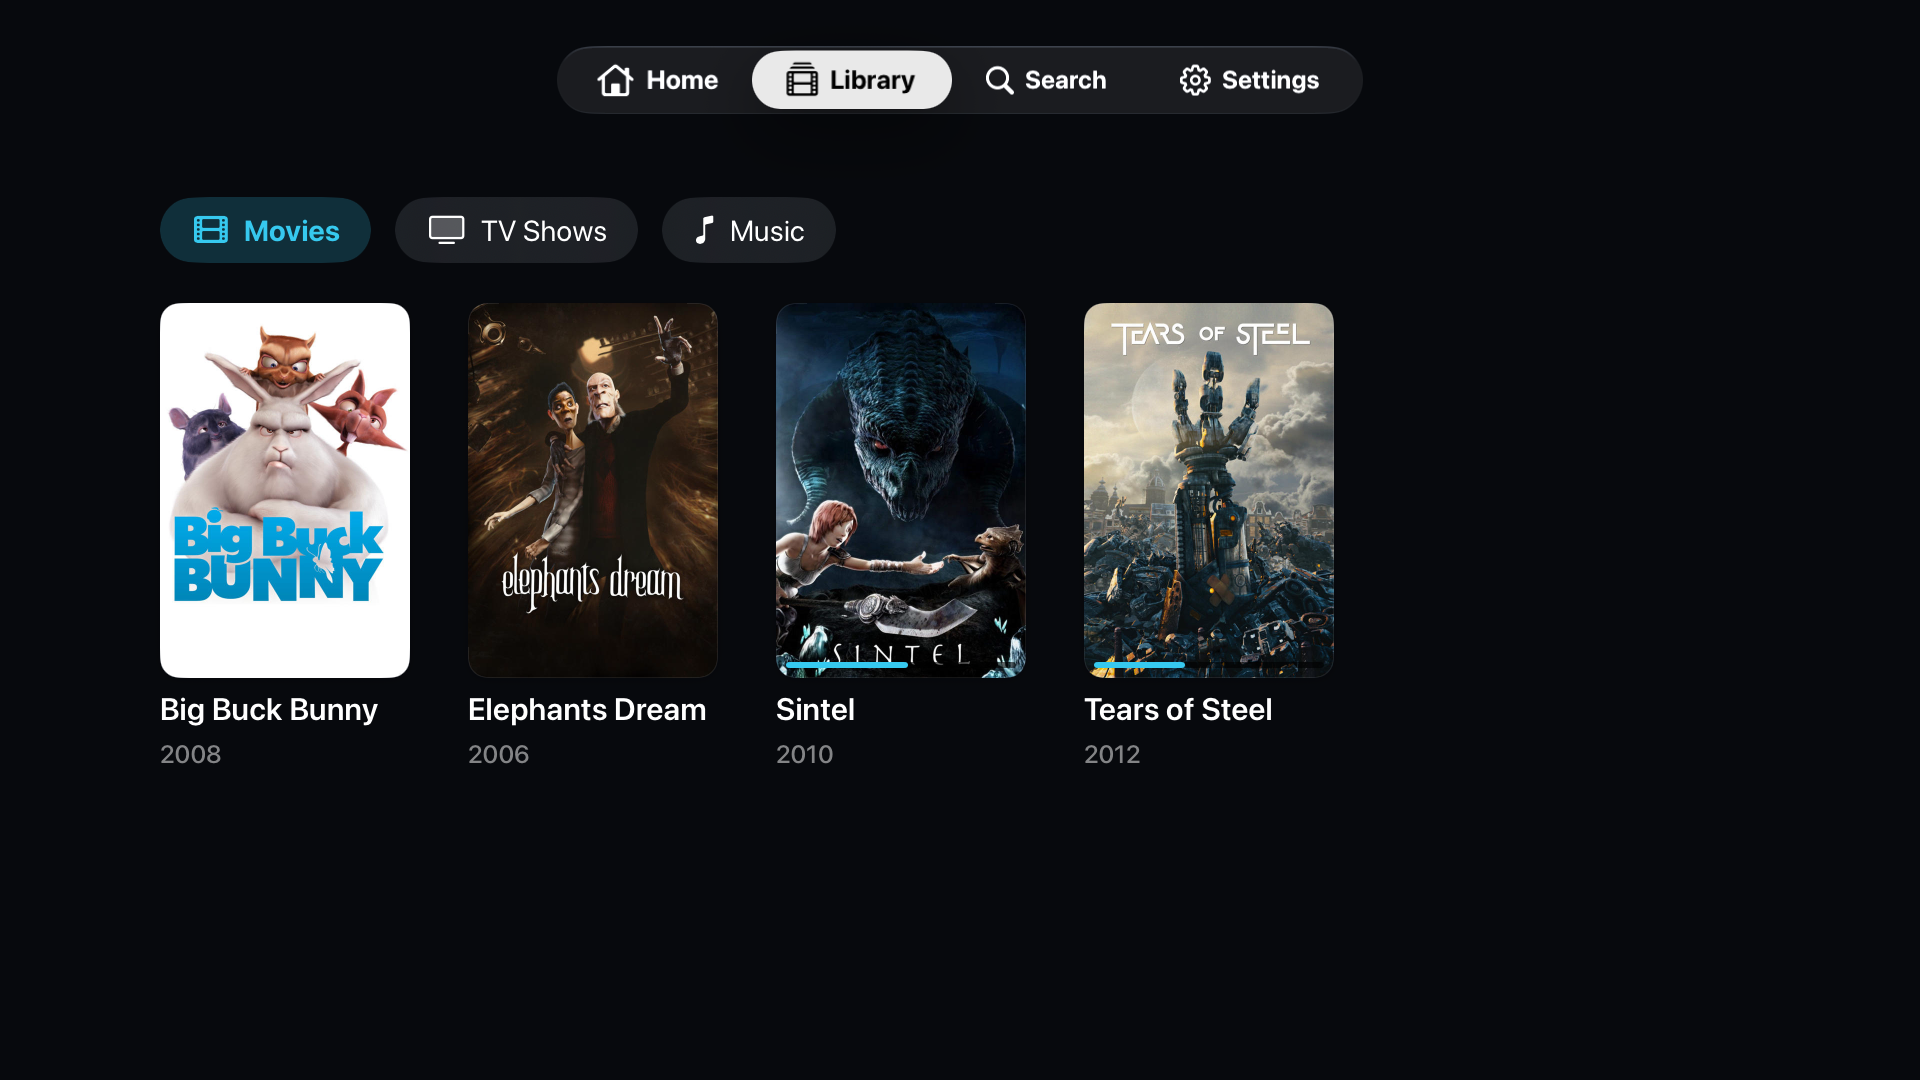 Home
Library
Search
Settings
Movies
TV Shows
Music
Big Buck
BUNNY
elephants dream
SINTEL
TEARS OF STEEL
Big Buck Bunny
Elephants Dream
Sintel
Tears of Steel
2008
2006
2010
2012